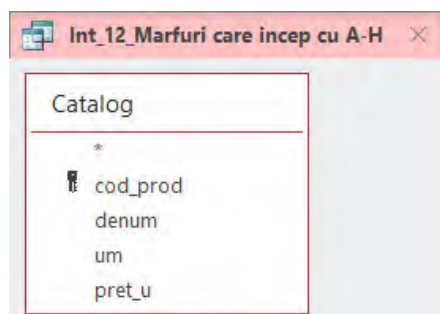 Int_12_Marfuri care incep cu A-H
Catalog
*
cod_prod
denum
um
pret_u